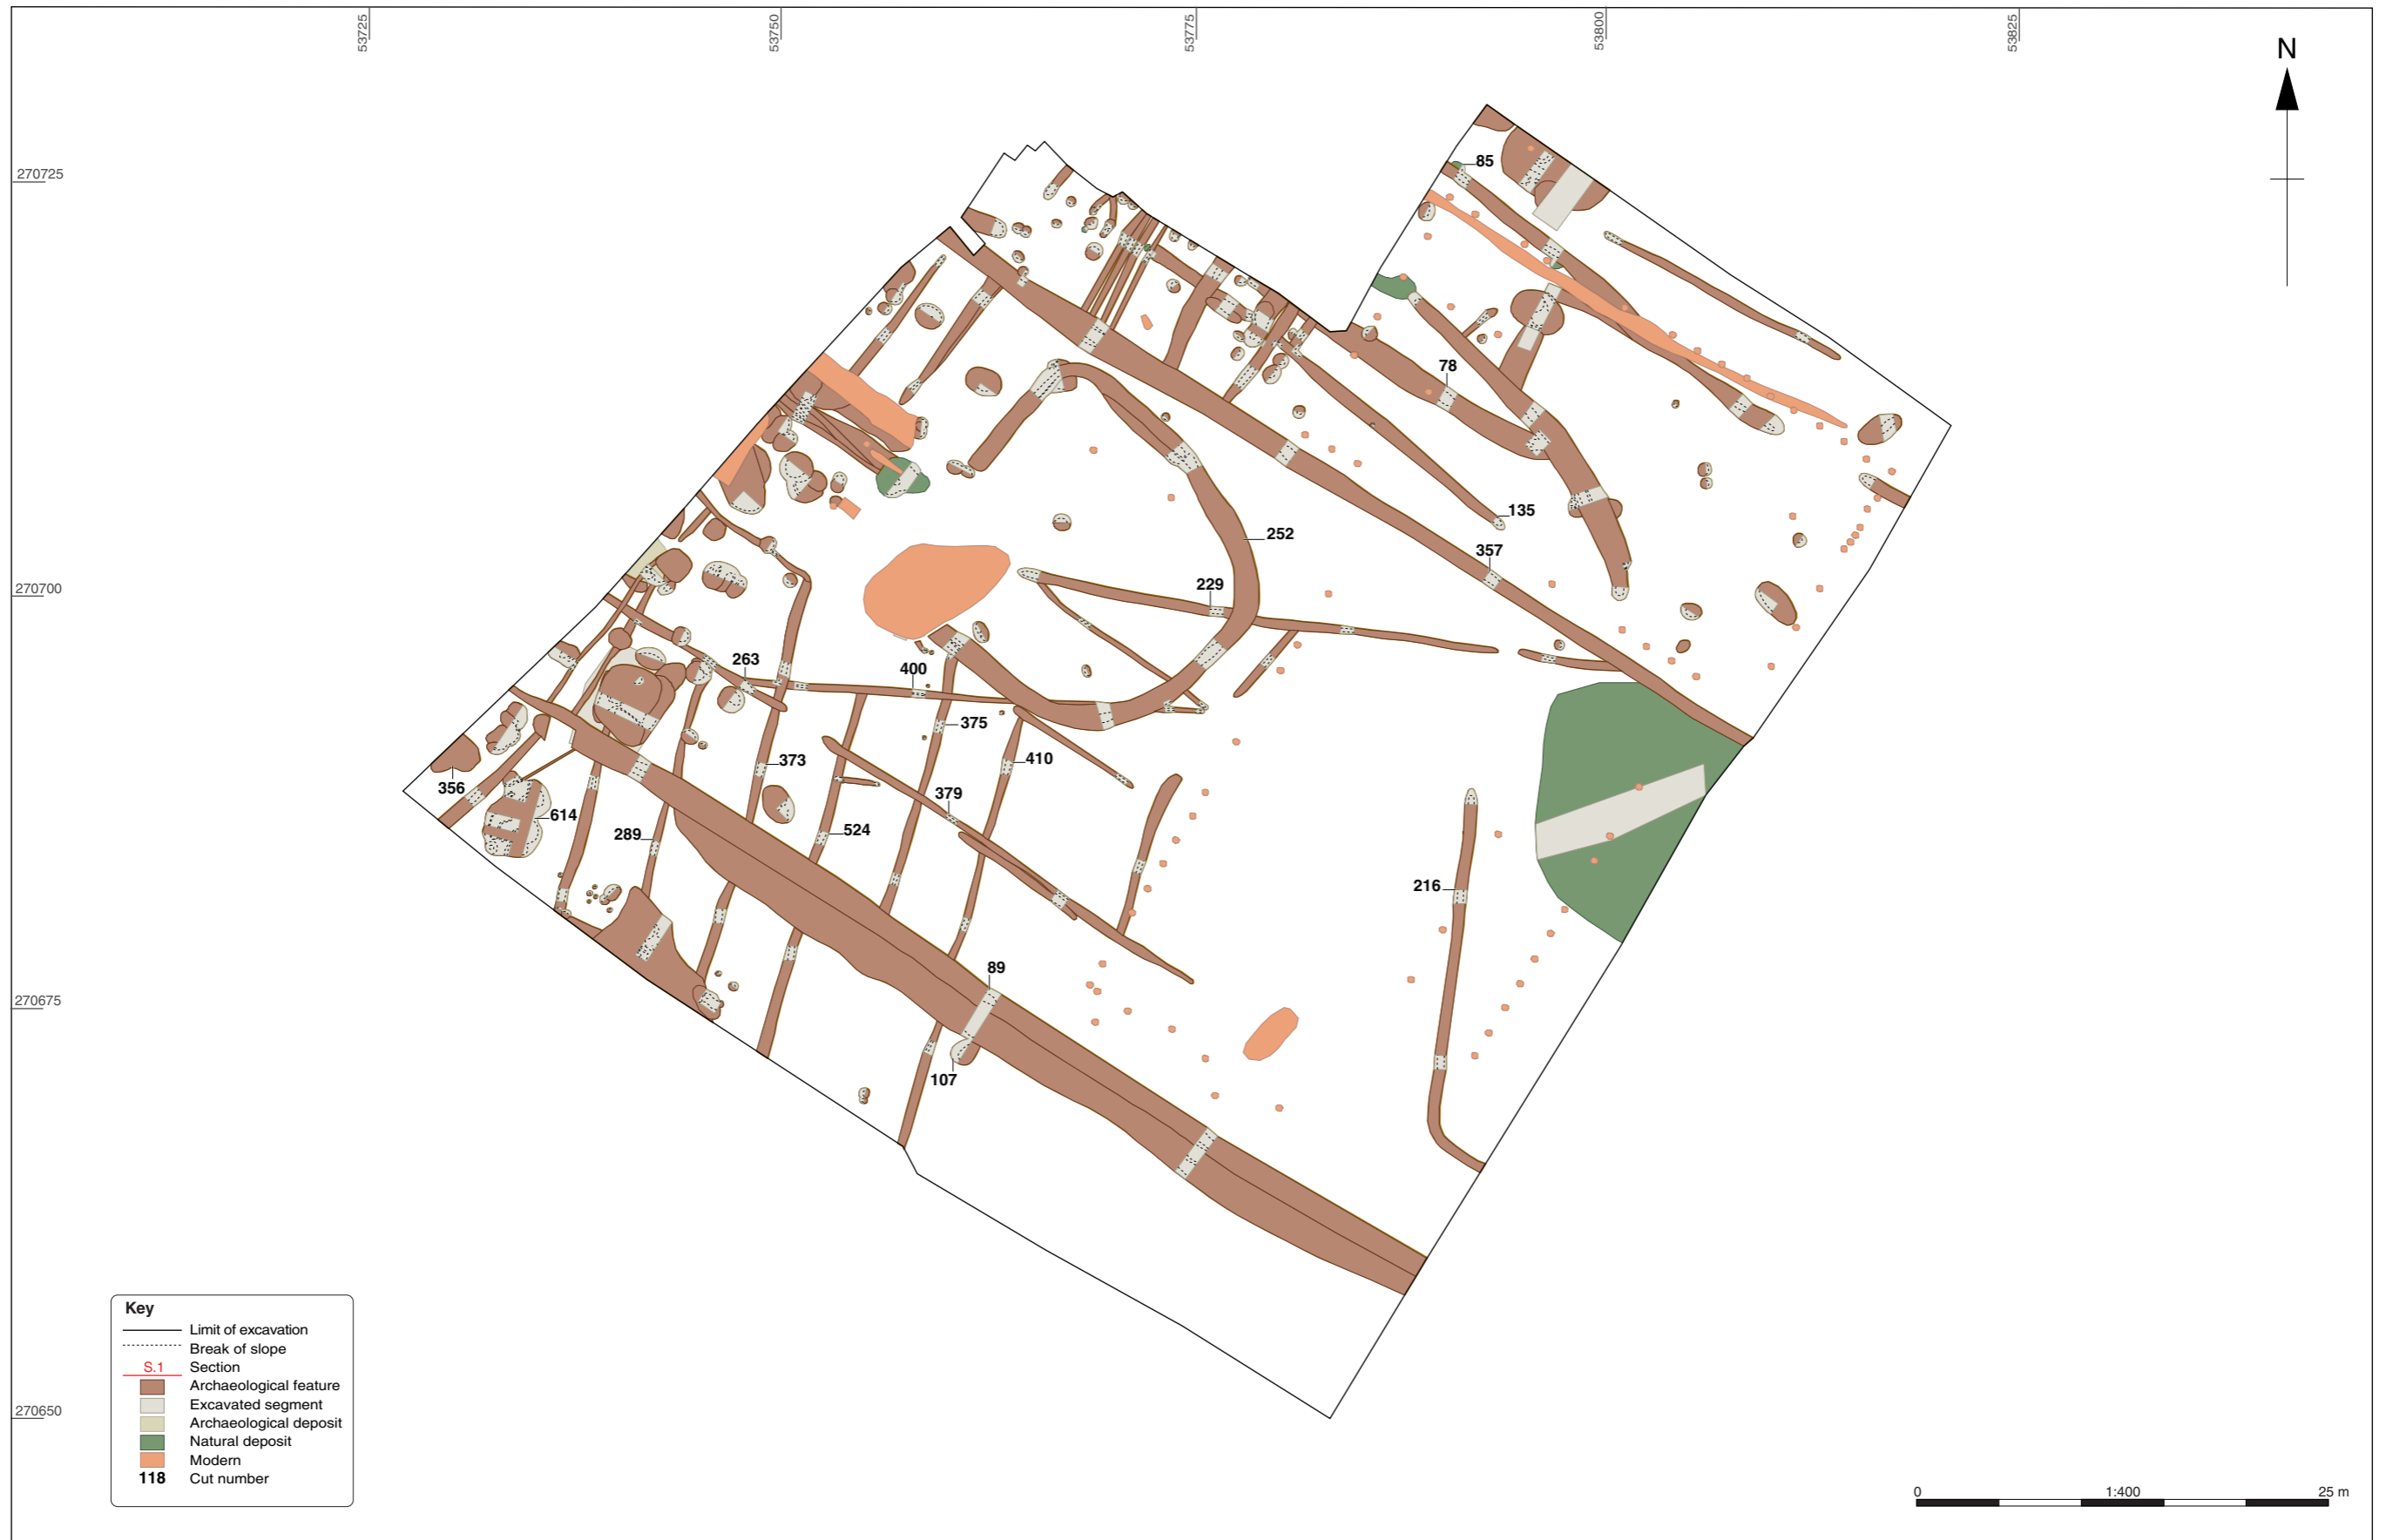 53725
53750
53775
53800
53825
N
270725
270700
270675
270650
85
78
135
252
357
229
263
400
375
373
410
356
614
379
289
524
216
89
107
Key
Limit of excavation
Break of slope
S.1 Section
Archaeological feature
Excavated segment
Archaeological deposit
Natural deposit
Modern
118 Cut number
0 1:400 25 m